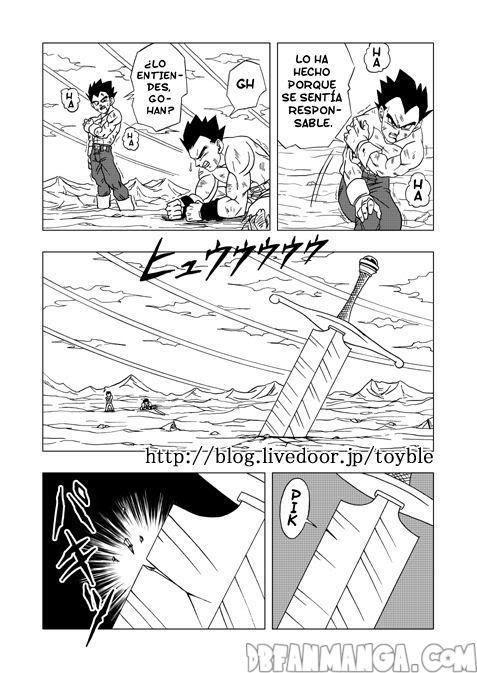 HA
LO HA
HECHO
PORQUE
SE SENTÍA
RESPON-
SABLE.
HA
HA
GH
¿LO
ENTIEN-
DES,
GO-
HAN?
HA
HA
ヒュウウウウウ
http://blog.livedoor.jp/toyble
PIK
パキッ
DBFANMANGA.COM